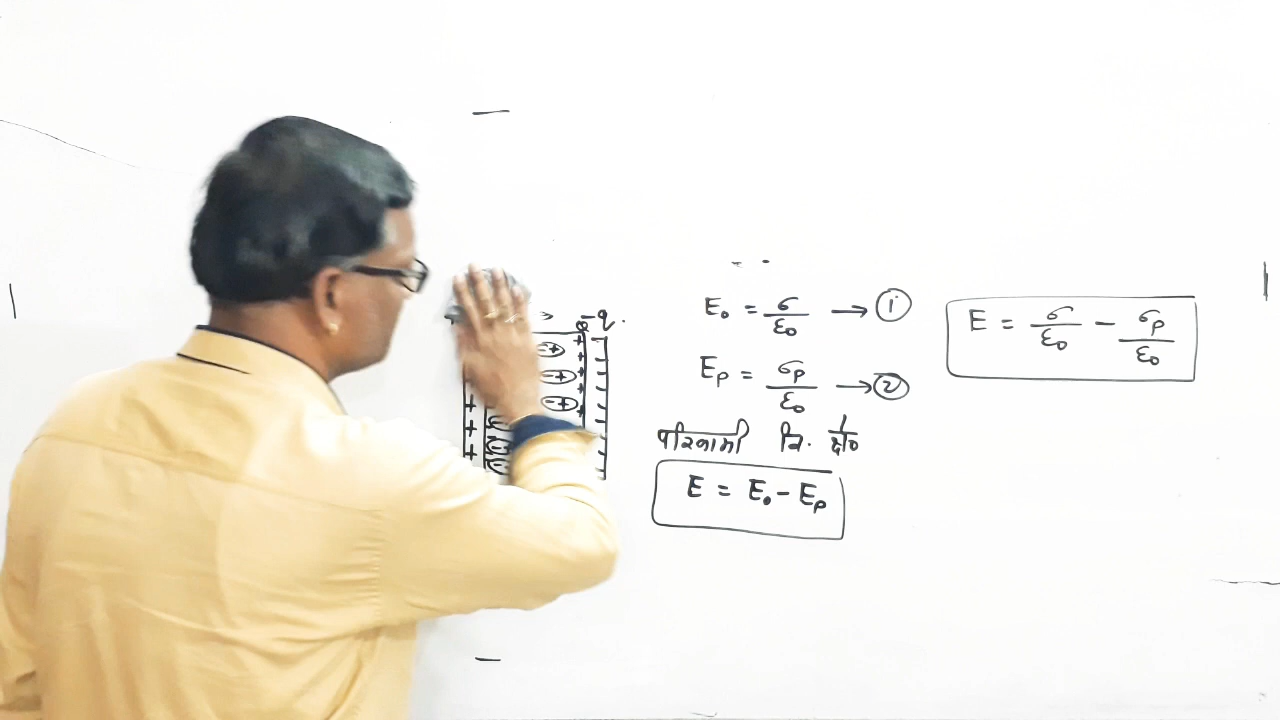 -q.
E₀ = σ/ε₀ → ①
E = σ/ε₀ − σp/ε₀
Ep = σp/ε₀ → ②
परिणामी वि. क्षे०
E = E₀ − Ep